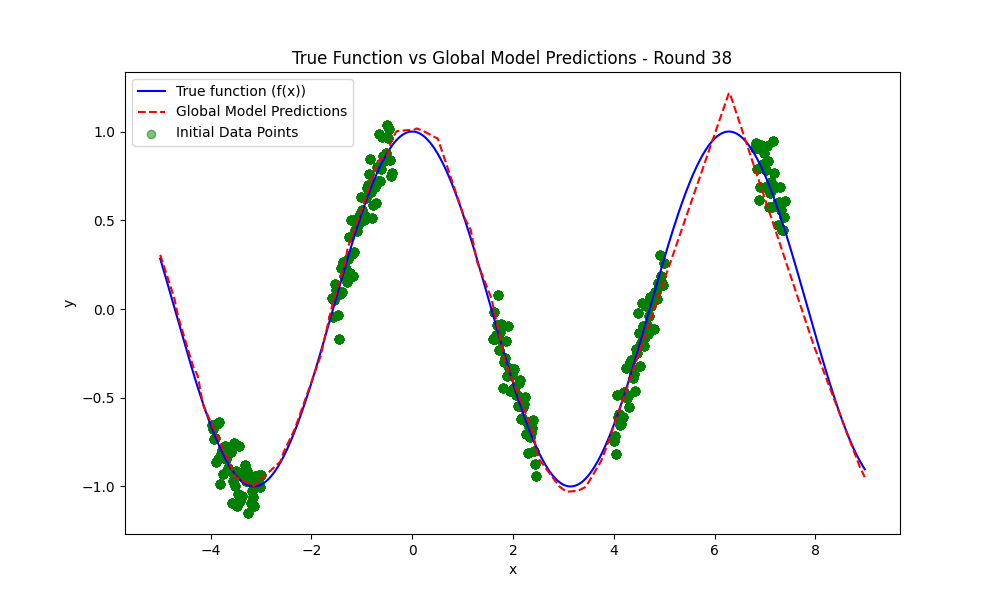 True Function vs Global Model Predictions - Round 38
True function (f(x))
Global Model Predictions
Initial Data Points
1.0
0.5
0.0
−0.5
−1.0
y
−4
−2
0
2
4
6
8
x